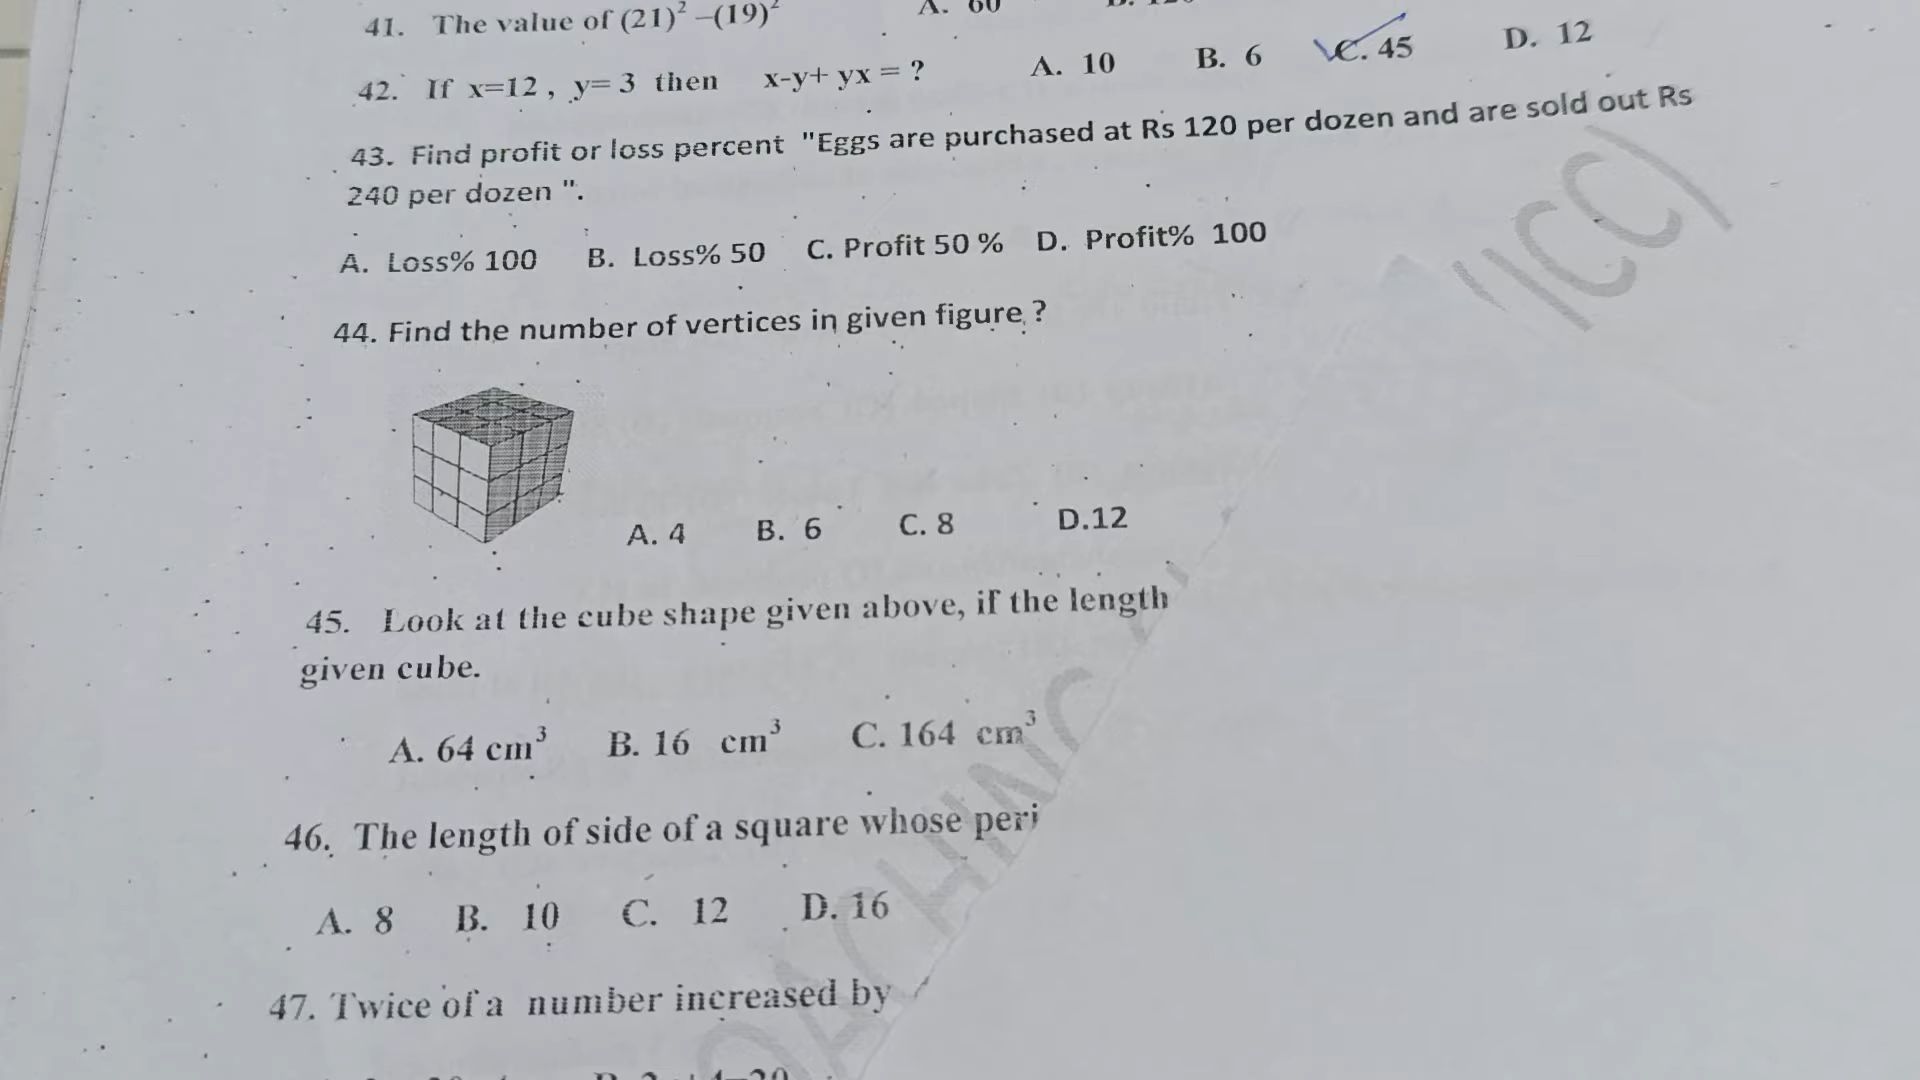 41. The value of (21)² –(19)² A. 60
42. If x=12 , y= 3 then x-y+ yx = ? A. 10 B. 6 C. 45 D. 12
43. Find profit or loss percent "Eggs are purchased at Rs 120 per dozen and are sold out Rs
240 per dozen ".
A. Loss% 100 B. Loss% 50 C. Profit 50 % D. Profit% 100
44. Find the number of vertices in given figure ?
A. 4 B. 6 C. 8 D.12
45. Look at the cube shape given above, if the length
given cube.
A. 64 cm³ B. 16 cm³ C. 164 cm³
46. The length of side of a square whose peri
A. 8 B. 10 C. 12 D. 16
47. Twice of a number increased by